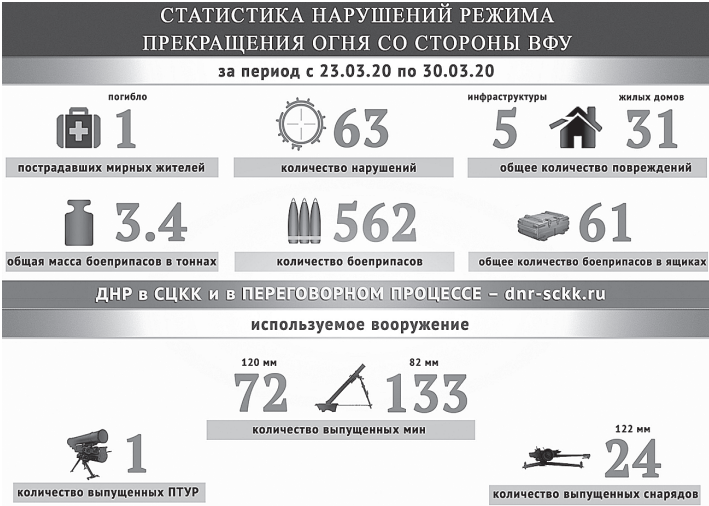 СТАТИСТИКА НАРУШЕНИЙ РЕЖИМА
ПРЕКРАЩЕНИЯ ОГНЯ СО СТОРОНЫ ВФУ
за период с 23.03.20 по 30.03.20
погибло
1
пострадавших мирных жителей
63
количество нарушений
инфраструктуры жилых домов
5 31
общее количество повреждений
3.4
общая масса боеприпасов в тоннах
562
количество боеприпасов
61
общее количество боеприпасов в ящиках
ДНР в СЦКК и в ПЕРЕГОВОРНОМ ПРОЦЕССЕ – dnr-sckk.ru
используемое вооружение
120 мм 82 мм
72 133
количество выпущенных мин
1
количество выпущенных ПТУР
122 мм
24
количество выпущенных снарядов